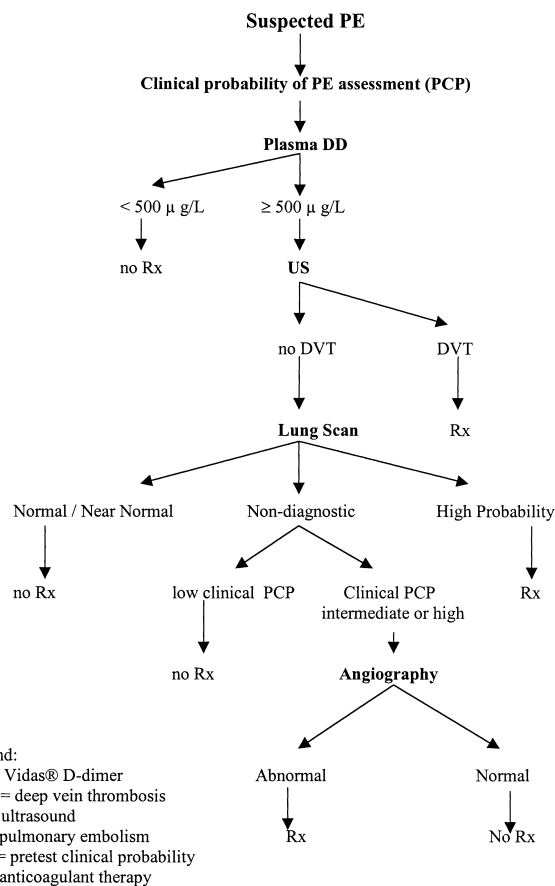 Suspected PE
Clinical probability of PE assessment (PCP)
Plasma DD
< 500 µ g/L ≥ 500 µ g/L
no Rx US
no DVT DVT
Lung Scan Rx
Normal / Near Normal Non-diagnostic High Probability
no Rx low clinical PCP Clinical PCP Rx
intermediate or high
no Rx Angiography
nd:
Vidas® D-dimer Abnormal Normal
= deep vein thrombosis
ultrasound
pulmonary embolism Rx No Rx
= pretest clinical probability
anticoagulant therapy